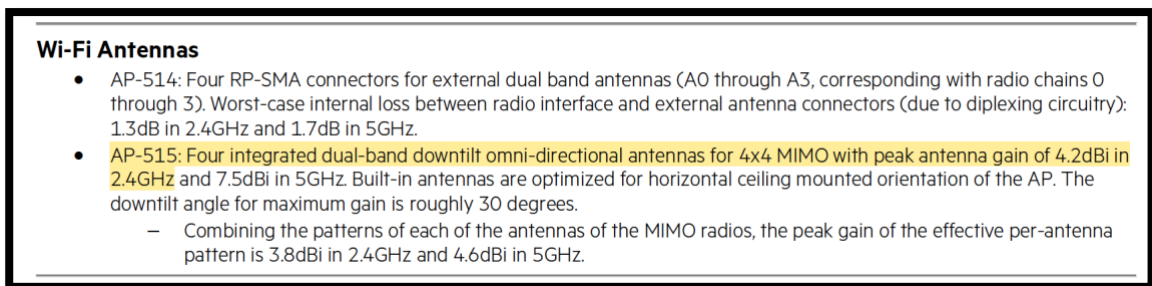 Wi-Fi Antennas
• AP-514: Four RP-SMA connectors for external dual band antennas (A0 through A3, corresponding with radio chains 0
through 3). Worst-case internal loss between radio interface and external antenna connectors (due to diplexing circuitry):
1.3dB in 2.4GHz and 1.7dB in 5GHz.
• AP-515: Four integrated dual-band downtilt omni-directional antennas for 4x4 MIMO with peak antenna gain of 4.2dBi in
2.4GHz and 7.5dBi in 5GHz. Built-in antennas are optimized for horizontal ceiling mounted orientation of the AP. The
downtilt angle for maximum gain is roughly 30 degrees.
– Combining the patterns of each of the antennas of the MIMO radios, the peak gain of the effective per-antenna
pattern is 3.8dBi in 2.4GHz and 4.6dBi in 5GHz.